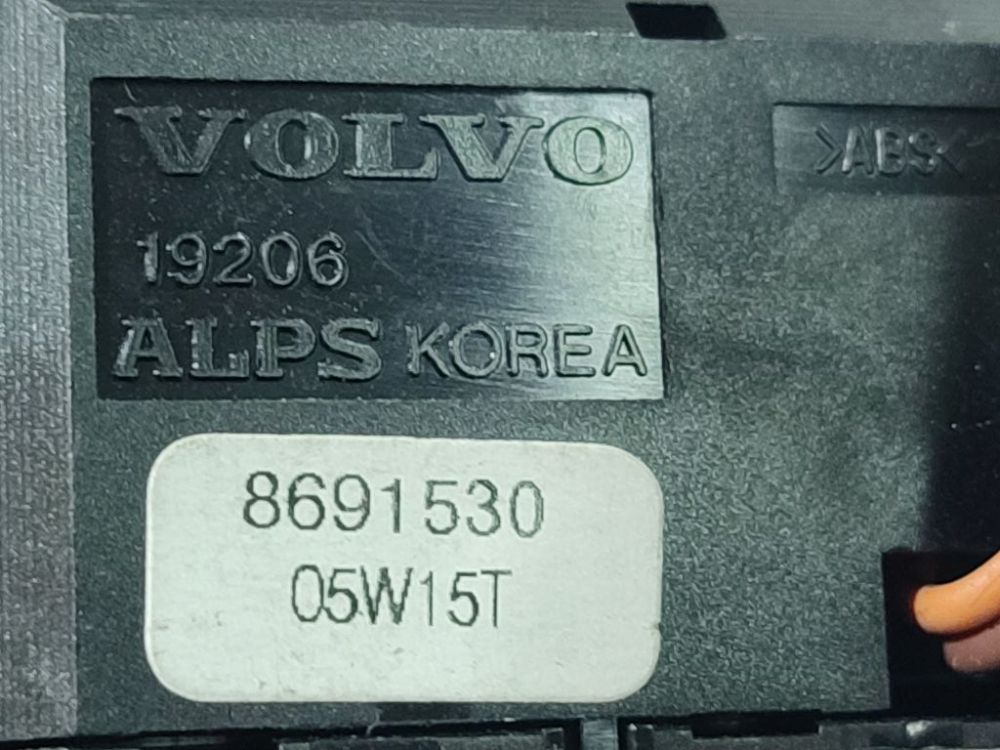 VOLVO
19206
ALPS KOREA
>ABS<
8691530
05W15T